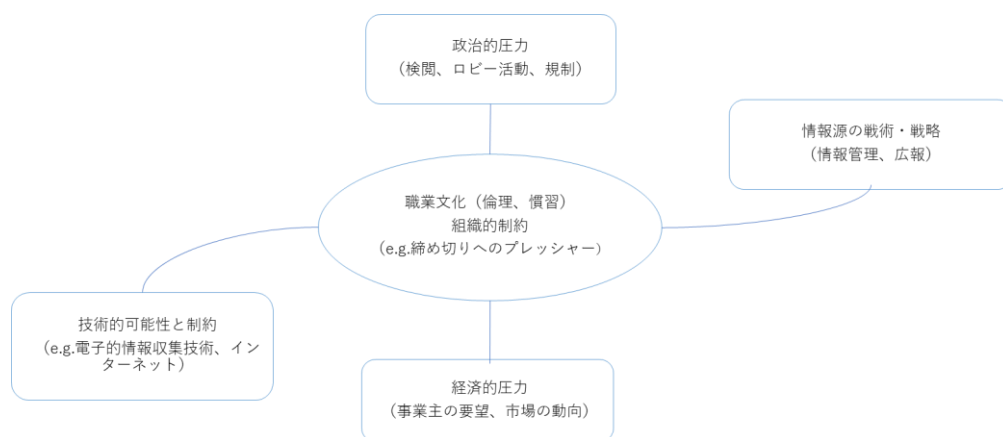 政治的圧力
(検閲、ロビー活動、規制)
情報源の戦術・戦略
(情報管理、広報)
職業文化(倫理、慣習)
組織的制約
(e.g.締め切りへのプレッシャー)
技術的可能性と制約
(e.g.電子的情報収集技術、イン
ターネット)
経済的圧力
(事業主の要望、市場の動向)